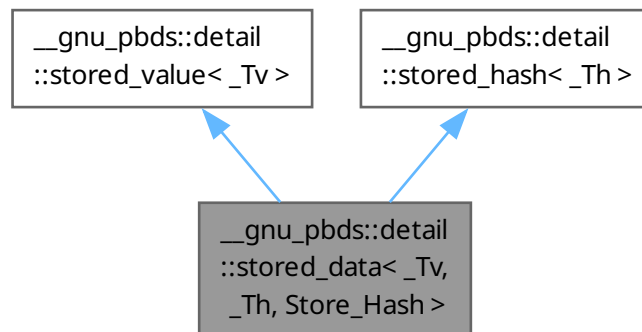 __gnu_pbds::detail
::stored_value< _Tv >
__gnu_pbds::detail
::stored_hash< _Th >
__gnu_pbds::detail
::stored_data< _Tv,
_Th, Store_Hash >